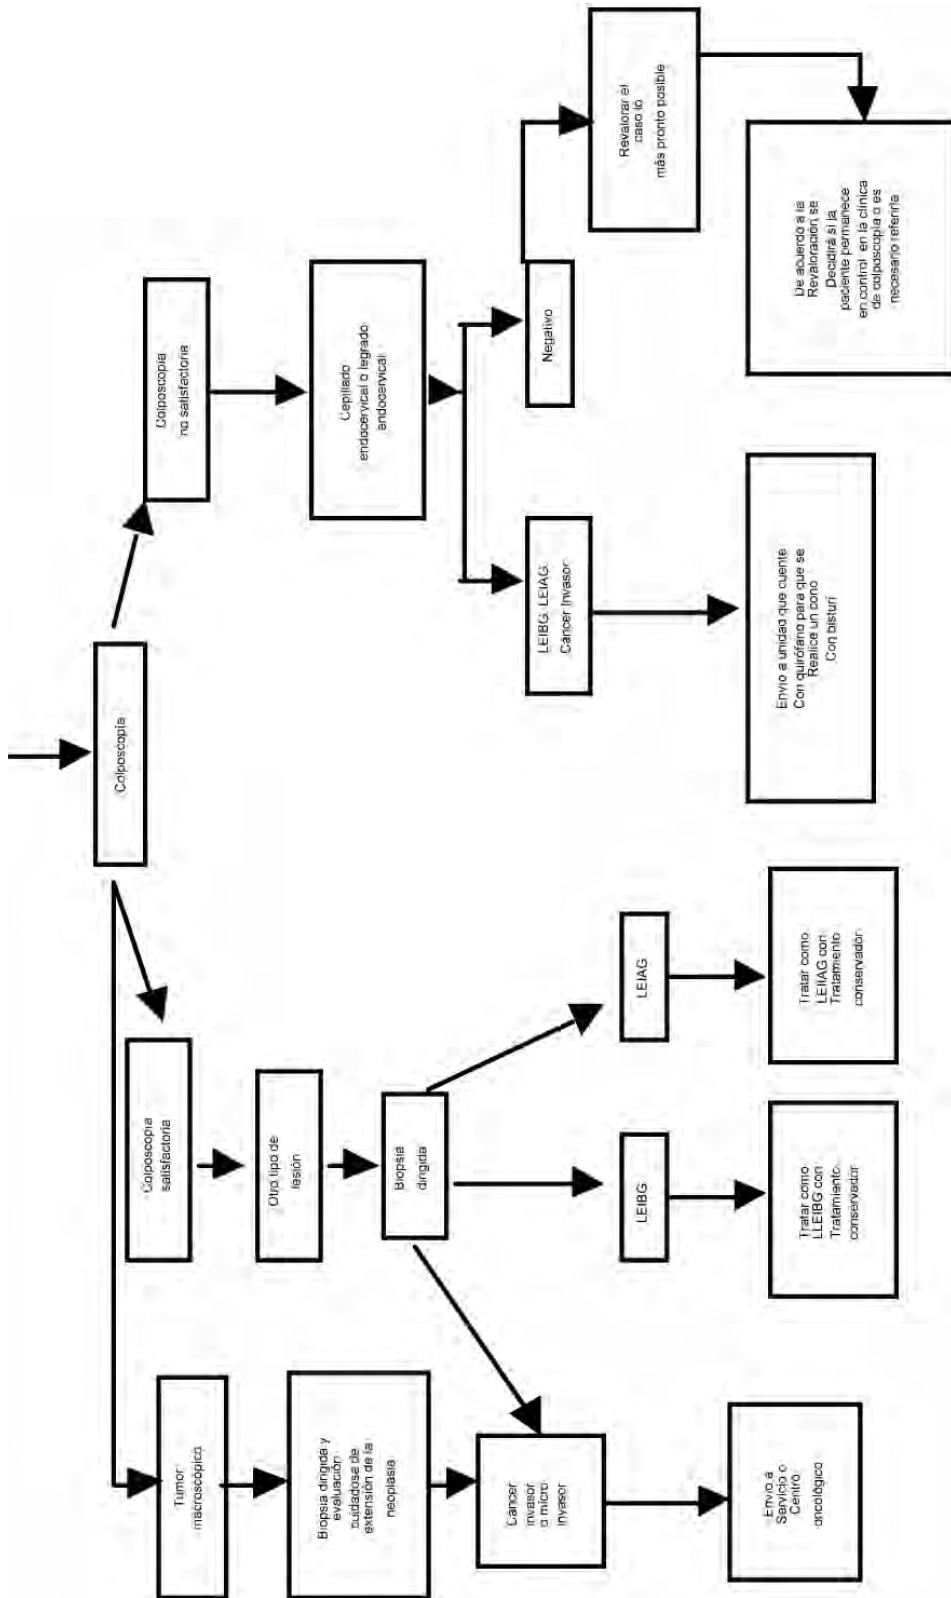 Colposcopia
Tumor
macroscópico
Colposcopia
satisfactoria
Colposcopia
no satisfactoria
Biopsia dirigida y
evaluación
cuidadosa de
extensión de la
neoplasia
Otro tipo de
lesión
Cepillado
endocervical o legrado
endocervical
Biopsia
dirigida
Cáncer
invasor
o micro
invasor
LEIBG
LEIAG
LEIBG. LEIAG.
Cáncer Invasor
Negativo
Revalorar el
caso lo
más pronto posible
Envío a
Servicio o
Centro
oncológico
Tratar como
LLEIBG con
Tratamiento
conservador
Tratar como
LEIIAG con
Tratamiento
conservador
Envio a unidad que cuente
Con quirófano para que se
Realice un cono
Con bisturí
De acuerdo a la
Revaloración, se
Decidirá si la
paciente permanece
en control en la clínica
de colposcopia o es
necesario referirla